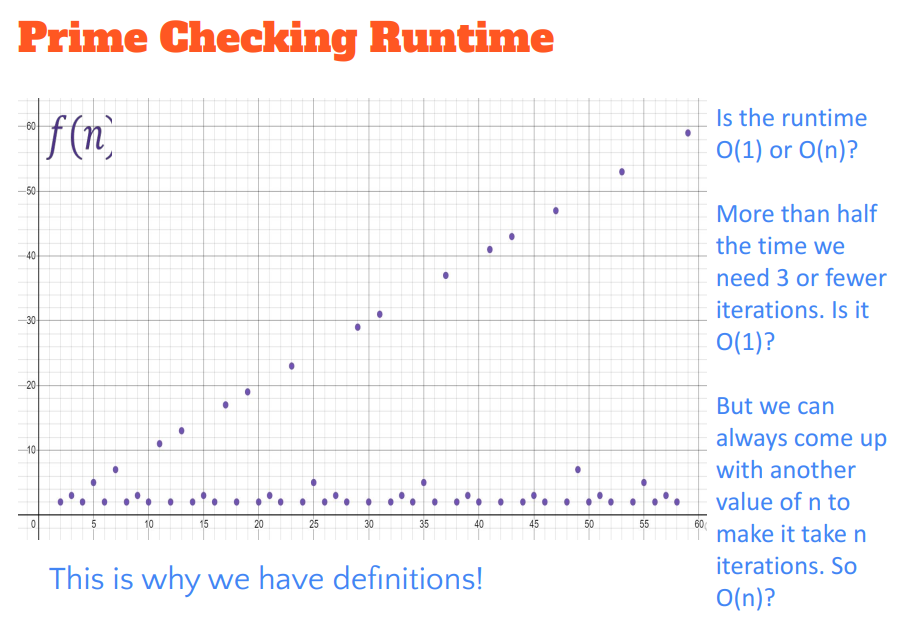 Prime Checking Runtime
f(n)
60
50
40
30
20
10
0 5 10 15 20 25 30 35 40 45 50 55 60
Is the runtime
O(1) or O(n)?
More than half
the time we
need 3 or fewer
iterations. Is it
O(1)?
But we can
always come up
with another
value of n to
make it take n
iterations. So
O(n)?
This is why we have definitions!